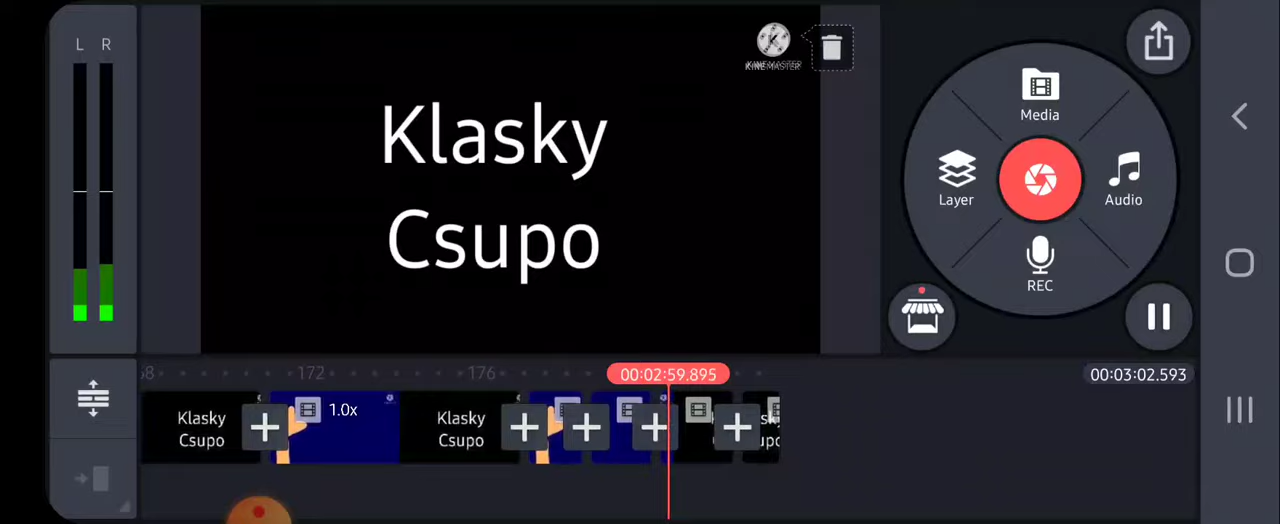 L R
KINEMASTER
Klasky
Csupo
Media
Layer
Audio
REC
172
176
00:02:59.895
00:03:02.593
Klasky
Csupo
1.0x
Klasky
Csupo